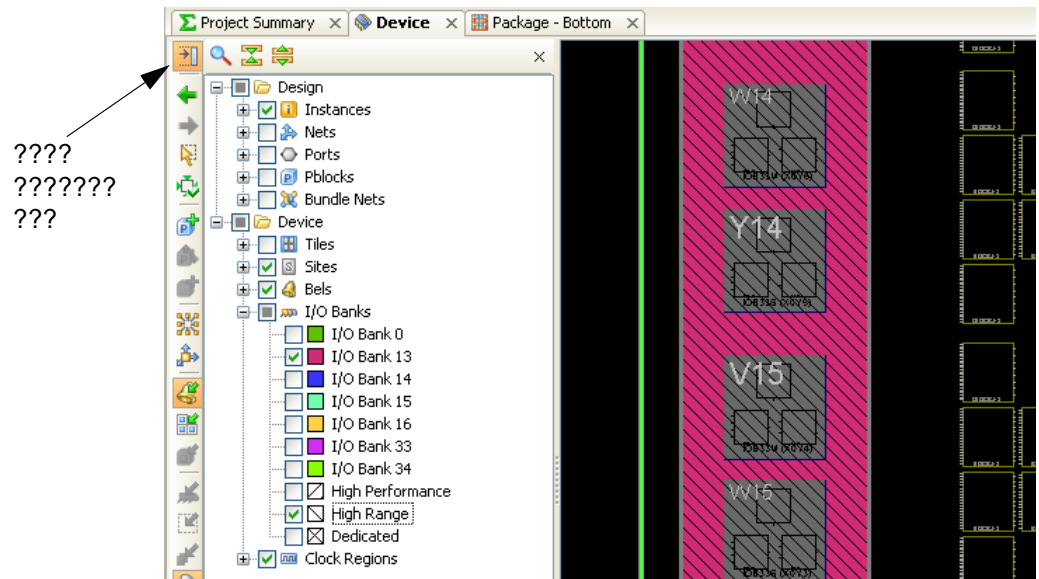 Project Summary
Device
Package - Bottom
????
???????
???
Design
Instances
Nets
Ports
Pblocks
Bundle Nets
Device
Tiles
Sites
Bels
I/O Banks
I/O Bank 0
I/O Bank 13
I/O Bank 14
I/O Bank 15
I/O Bank 16
I/O Bank 33
I/O Bank 34
High Performance
High Range
Dedicated
Clock Regions
W14
Y14
V15
W15